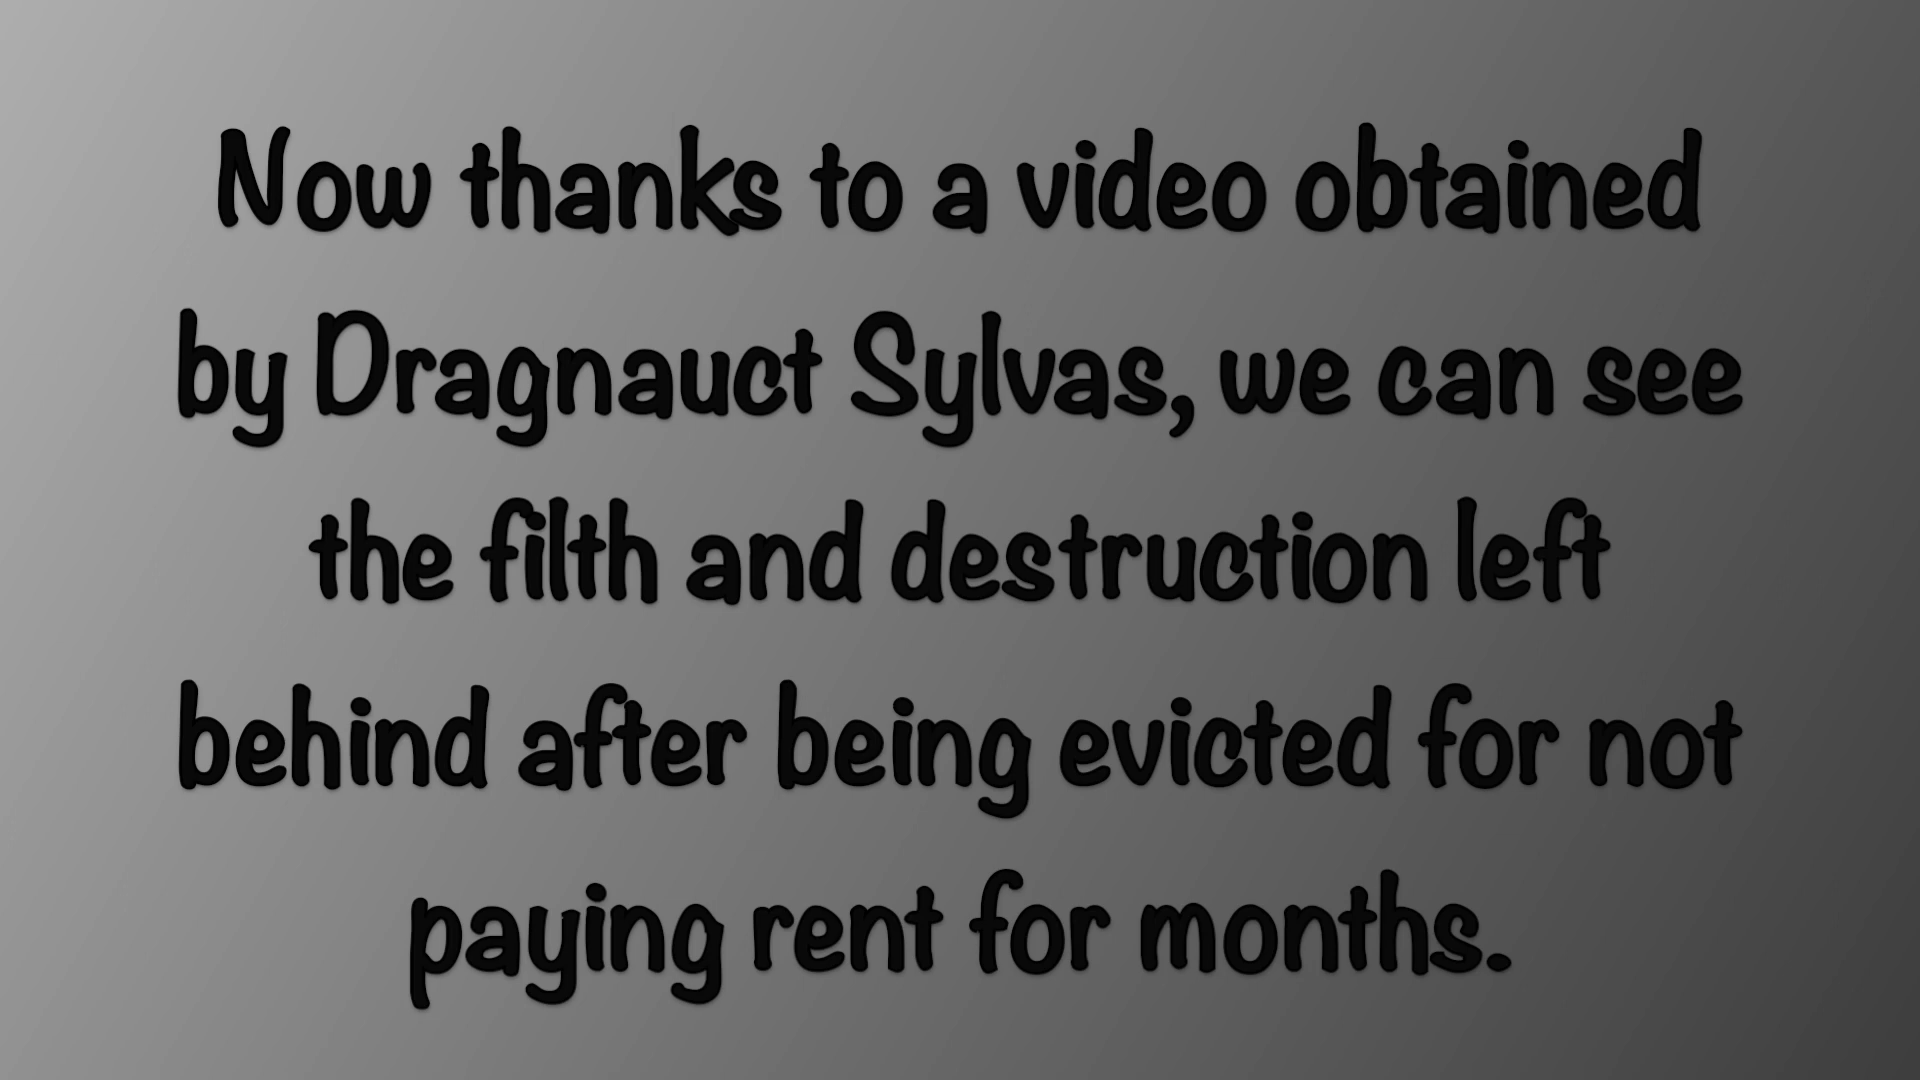 Now thanks to a video obtained
by Dragnauct Sylvas, we can see
the filth and destruction left
behind after being evicted for not
paying rent for months.